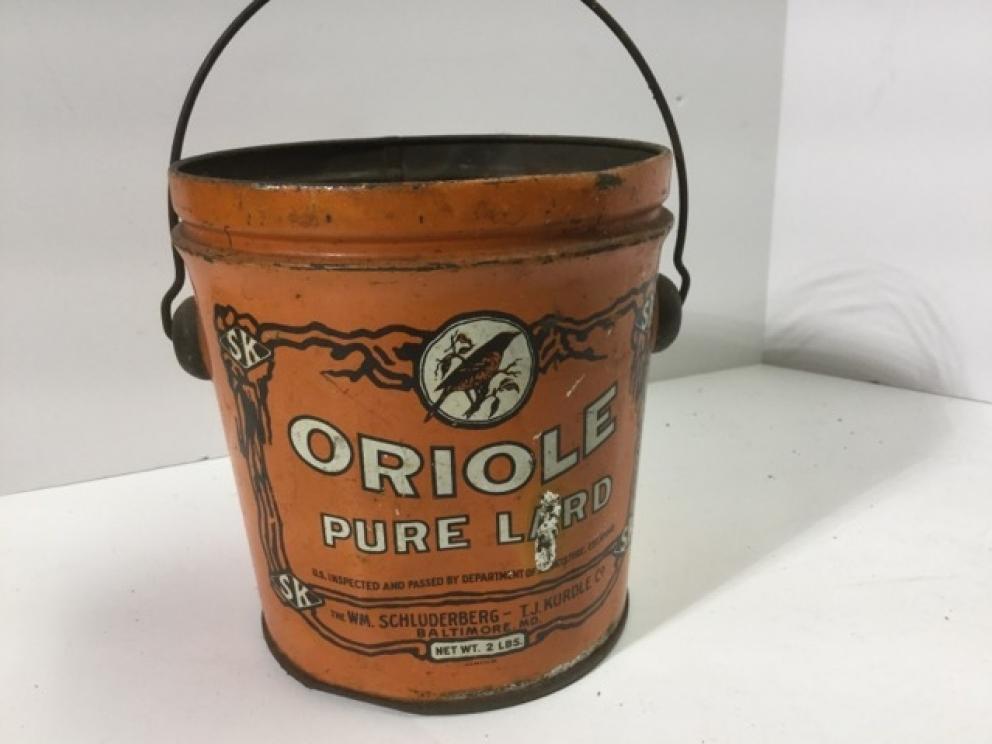 SK
ORIOLE
PURE LARD
U.S. INSPECTED AND PASSED BY DEPARTMENT OF
SK
THE WM. SCHLUDERBERG - T.J. KURDLE CO
BALTIMORE, MD.
NET WT. 2 LBS.